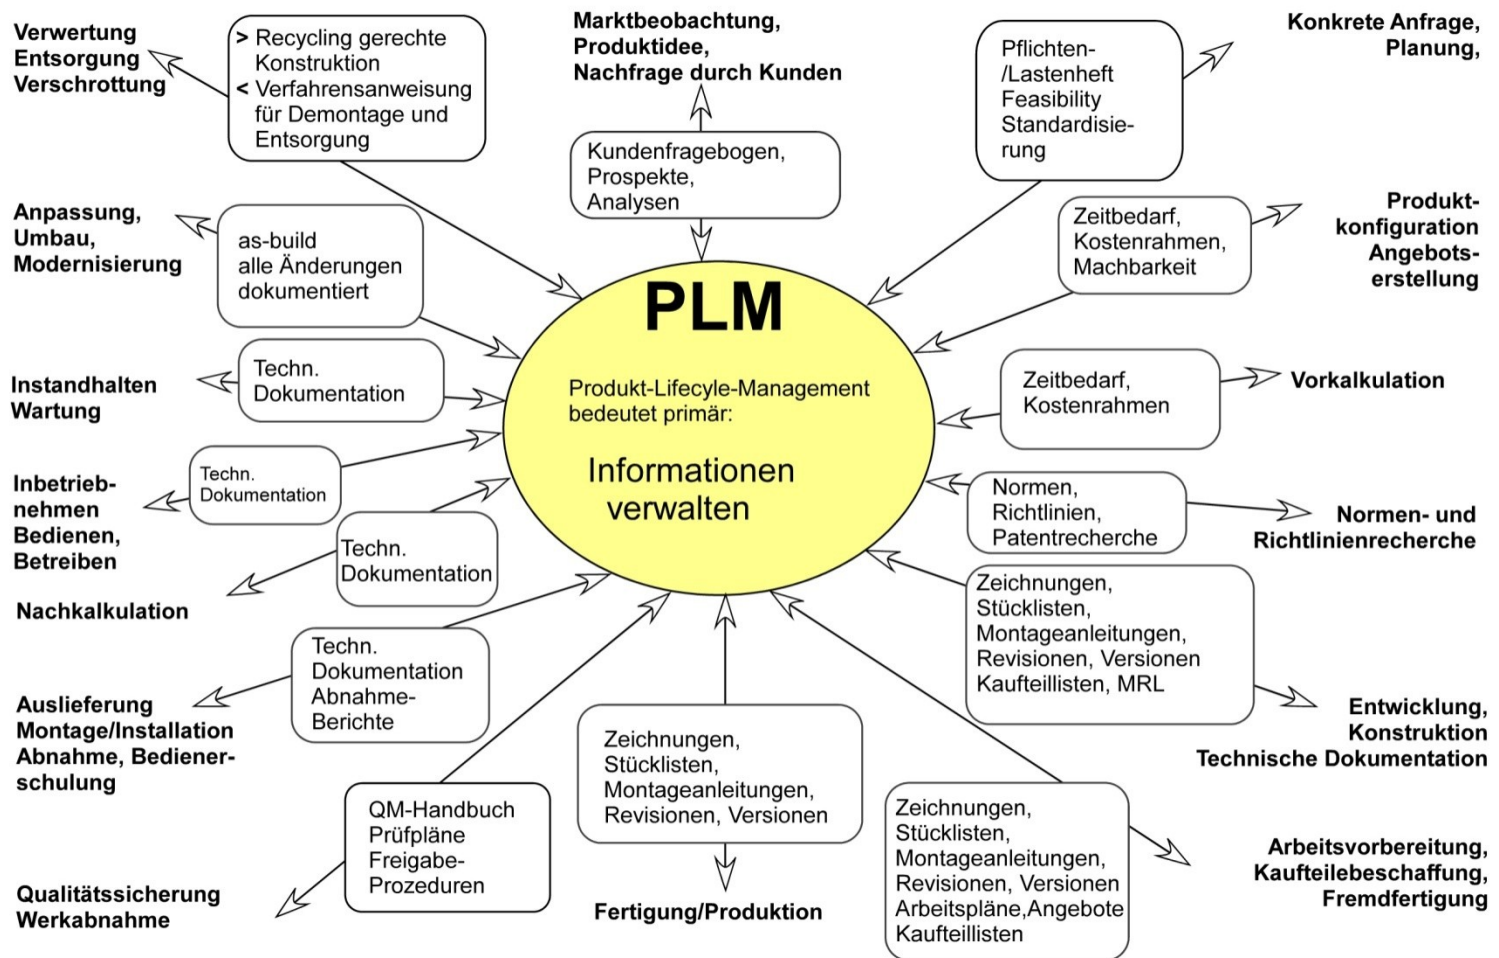 Verwertung
Entsorgung
Verschrottung
> Recycling gerechte
Konstruktion
< Verfahrensanweisung
für Demontage und
Entsorgung
Marktbeobachtung,
Produktidee,
Nachfrage durch Kunden
Kundenfragebogen,
Prospekte,
Analysen
Pflichten-
/Lastenheft
Feasibility
Standardisie-
rung
Konkrete Anfrage,
Planung,
Anpassung,
Umbau,
Modernisierung
as-build
alle Änderungen
dokumentiert
Zeitbedarf,
Kostenrahmen,
Machbarkeit
Produkt-
konfiguration
Angebots-
erstellung
PLM
Produkt-Lifecyle-Management
bedeutet primär:
Informationen
verwalten
Instandhalten
Wartung
Techn.
Dokumentation
Zeitbedarf,
Kostenrahmen
Vorkalkulation
Inbetrieb-
nehmen
Bedienen,
Betreiben
Techn.
Dokumentation
Normen,
Richtlinien,
Patentrecherche
Normen- und
Richtlinienrecherche
Nachkalkulation
Techn.
Dokumentation
Zeichnungen,
Stücklisten,
Montageanleitungen,
Revisionen, Versionen
Kaufteillisten, MRL
Entwicklung,
Konstruktion
Technische Dokumentation
Auslieferung
Montage/Installation
Abnahme, Bediener-
schulung
Techn.
Dokumentation
Abnahme-
Berichte
Qualitätssicherung
Werkabnahme
QM-Handbuch
Prüfpläne
Freigabe-
Prozeduren
Zeichnungen,
Stücklisten,
Montageanleitungen,
Revisionen, Versionen
Fertigung/Produktion
Zeichnungen,
Stücklisten,
Montageanleitungen,
Revisionen, Versionen
Arbeitspläne,Angebote
Kaufteillisten
Arbeitsvorbereitung,
Kaufteilebeschaffung,
Fremdfertigung